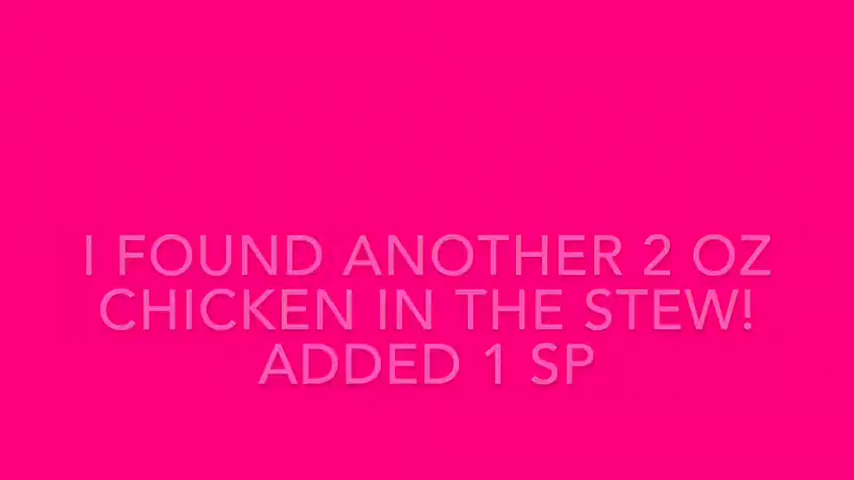 I FOUND ANOTHER 2 OZ
CHICKEN IN THE STEW!
ADDED 1 SP